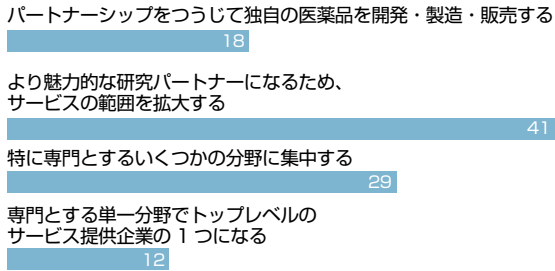 パートナーシップをつうじて独自の医薬品を開発・製造・販売する
18
より魅力的な研究パートナーになるため、
サービスの範囲を拡大する
41
特に専門とするいくつかの分野に集中する
29
専門とする単一分野でトップレベルの
サービス提供企業の 1 つになる
12